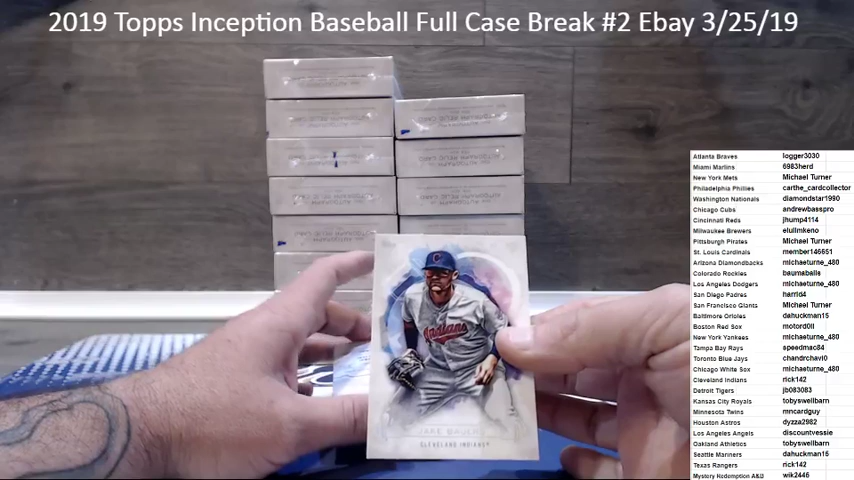 2019 Topps Inception Baseball Full Case Break #2 Ebay 3/25/19
Atlanta Braves logger3030
Miami Marlins 6983herd
New York Mets Michael Turner
Philadelphia Phillies carthe_cardcollector
Washington Nationals diamondstar1990
Chicago Cubs andrewbasspro
Cincinnati Reds jhump4114
Milwaukee Brewers elulimkeno
Pittsburgh Pirates Michael Turner
St. Louis Cardinals member146651
Arizona Diamondbacks michaeturne_480
Colorado Rockies baumaballs
Los Angeles Dodgers michaeturne_480
San Diego Padres harrid4
San Francisco Giants Michael Turner
Baltimore Orioles dahuckman15
Boston Red Sox motord0ll
New York Yankees michaeturne_480
Tampa Bay Rays speedmac84
Toronto Blue Jays chandrchavi0
Chicago White Sox michaeturne_480
Cleveland Indians rick142
Detroit Tigers jb083083
Kansas City Royals tobyswellbarn
Minnesota Twins mncardguy
Houston Astros dyzza2982
Los Angels Angels discountvessie
Oakland Athletics tobyswellbarn
Seattle Mariners dahuckman15
Texas Rangers rick142
Mystery Redemption wik2446
C
Indians
JAKE BAUERS
CLEVELAND INDIANS